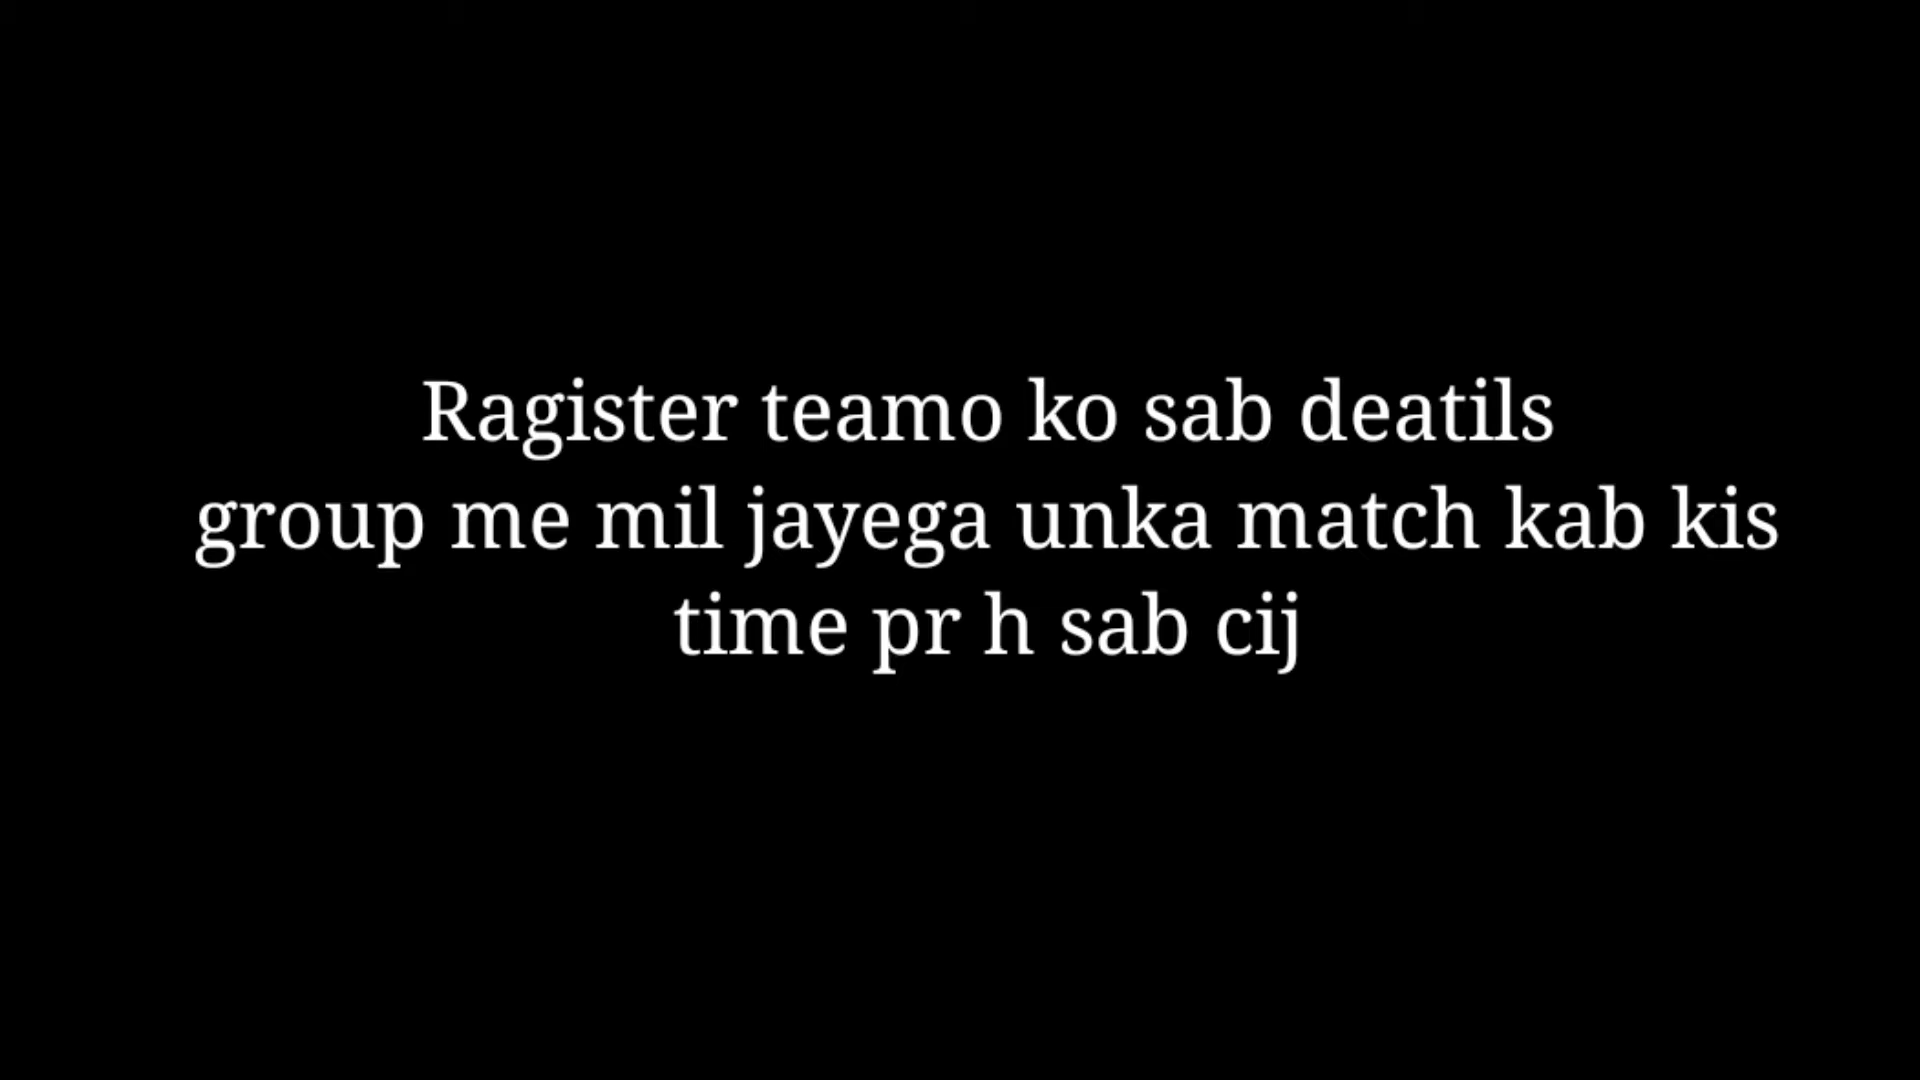 Ragister teamo ko sab deatils
group me mil jayega unka match kab kis
time pr h sab cij